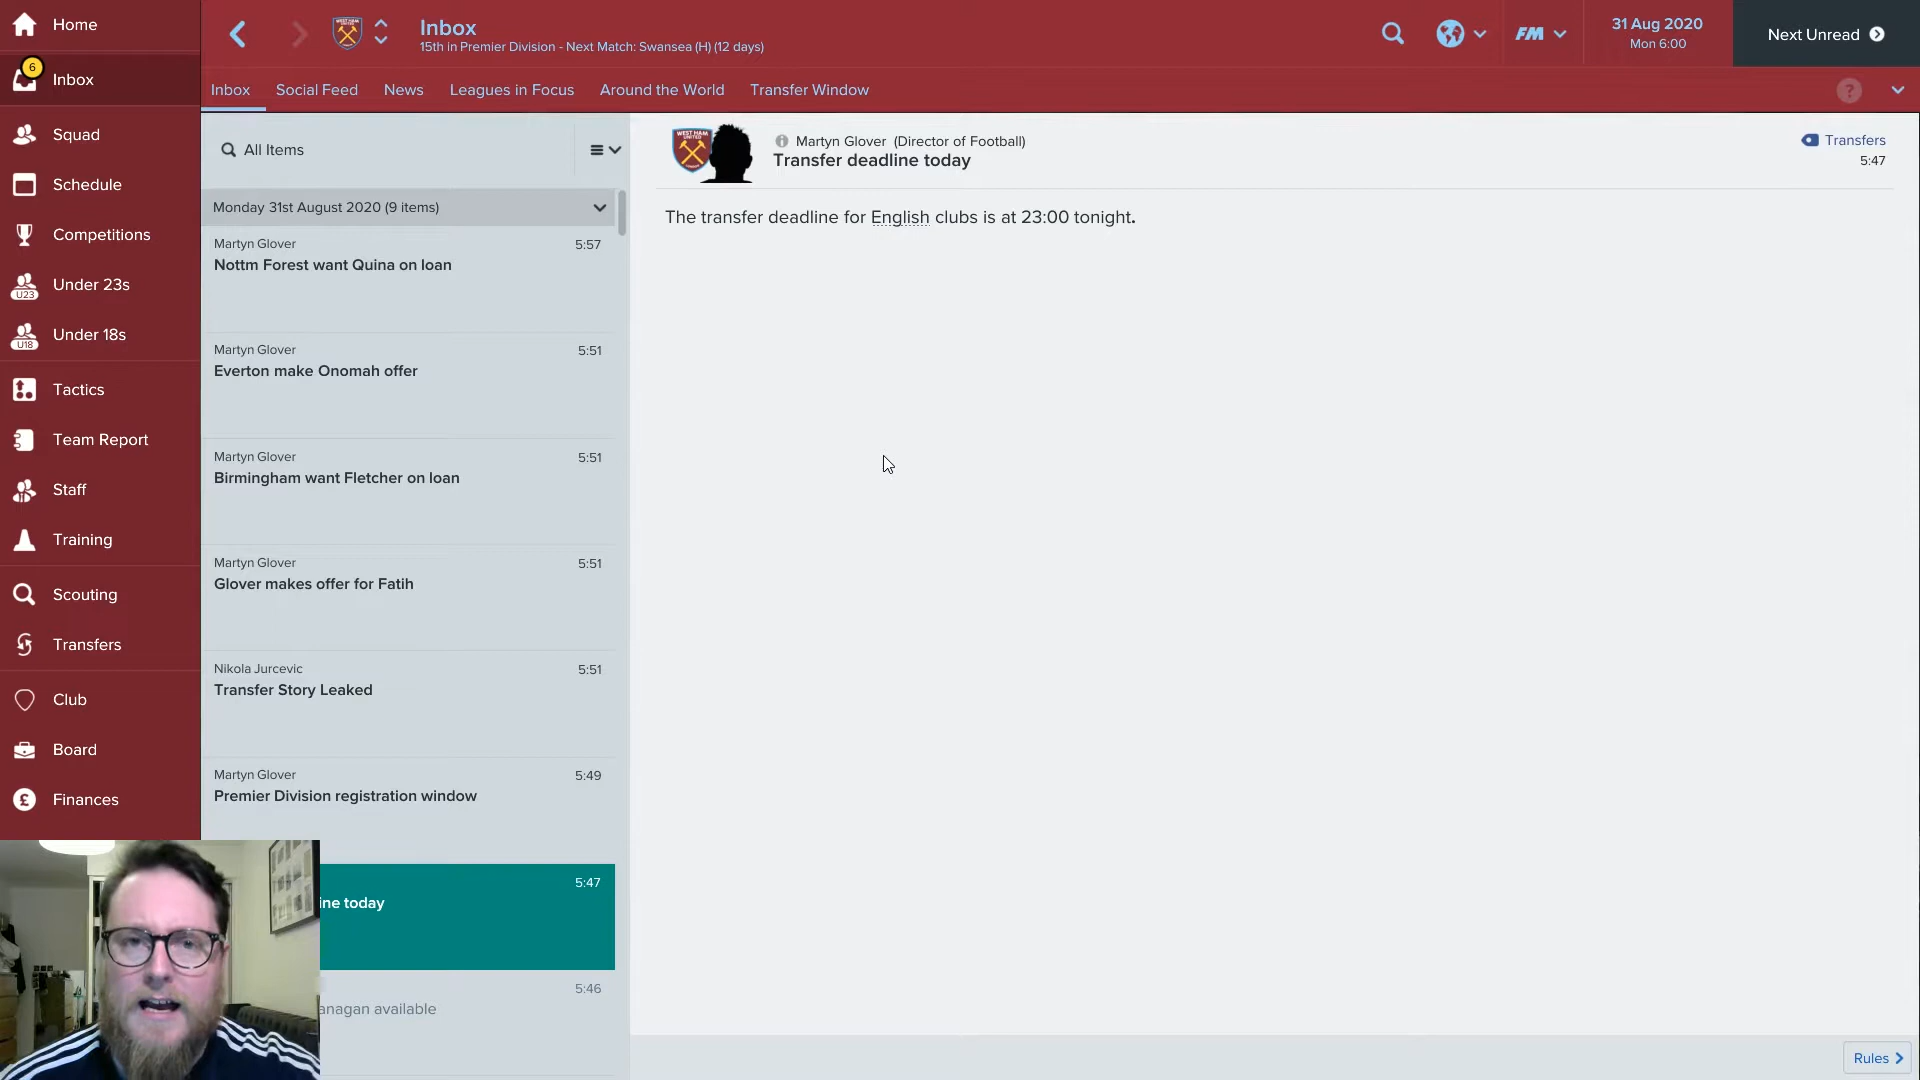 Home
6
Inbox
Squad
Schedule
Competitions
U23
Under 23s
U18
Under 18s
Tactics
Team Report
Staff
Training
Scouting
Transfers
Club
Board
Finances
Inbox
15th in Premier Division - Next Match: Swansea (H) (12 days)
FM
31 Aug 2020
Mon 6:00
Next Unread
Inbox
Social Feed
News
Leagues in Focus
Around the World
Transfer Window
?
All Items
Monday 31st August 2020 (9 items)
Martyn Glover
5:57
Nottm Forest want Quina on loan
Martyn Glover
5:51
Everton make Onomah offer
Martyn Glover
5:51
Birmingham want Fletcher on loan
Martyn Glover
5:51
Glover makes offer for Fatih
Nikola Jurcevic
5:51
Transfer Story Leaked
Martyn Glover
5:49
Premier Division registration window
5:47
ine today
5:46
anagan available
WEST HAM
UNITED
Martyn Glover (Director of Football)
Transfer deadline today
Transfers
5:47
The transfer deadline for English clubs is at 23:00 tonight.
Rules